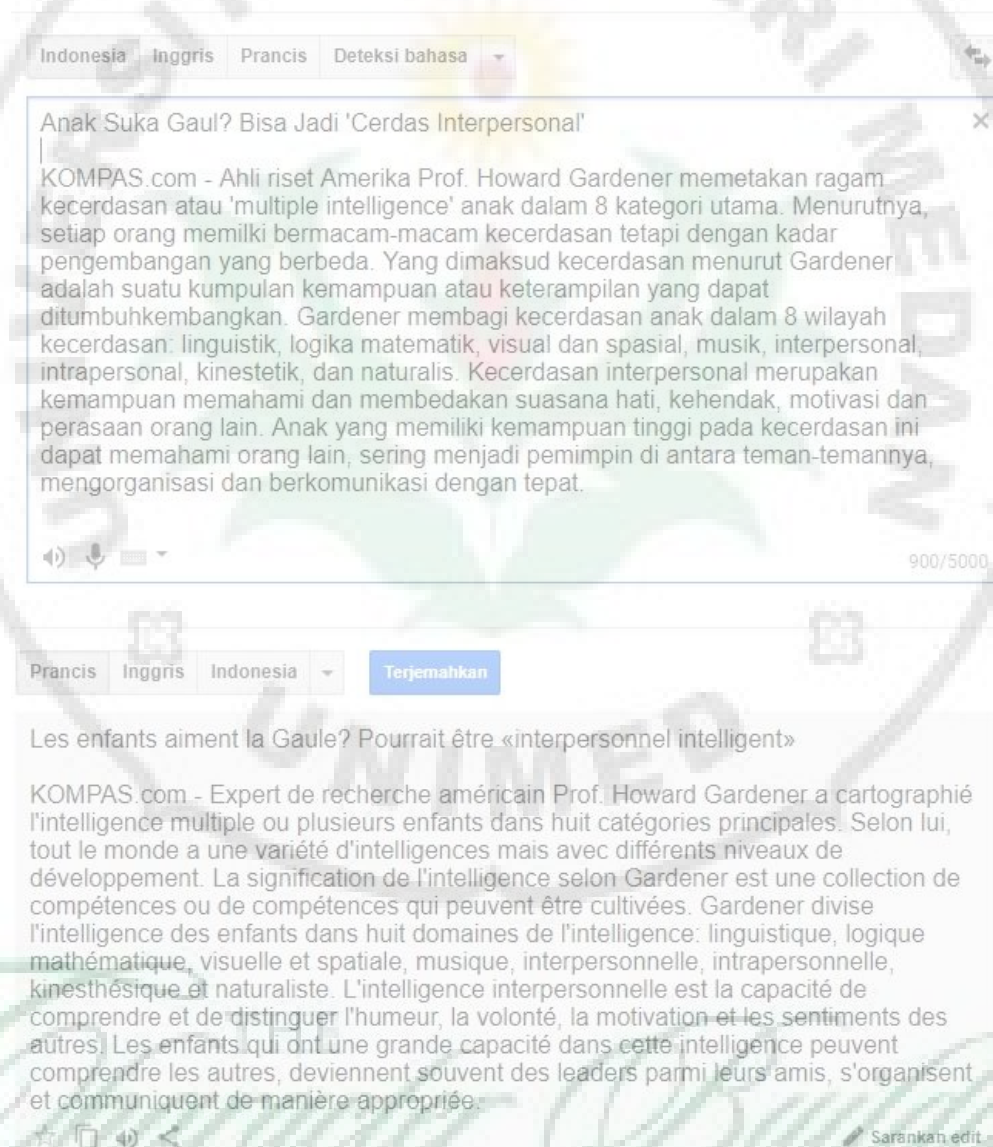 Indonesia Inggris Prancis Deteksi bahasa
Anak Suka Gaul? Bisa Jadi 'Cerdas Interpersonal'
KOMPAS.com - Ahli riset Amerika Prof. Howard Gardener memetakan ragam
kecerdasan atau 'multiple intelligence' anak dalam 8 kategori utama. Menurutnya,
setiap orang memilki bermacam-macam kecerdasan tetapi dengan kadar
pengembangan yang berbeda. Yang dimaksud kecerdasan menurut Gardener
adalah suatu kumpulan kemampuan atau keterampilan yang dapat
ditumbuhkembangkan. Gardener membagi kecerdasan anak dalam 8 wilayah
kecerdasan: linguistik, logika matematik, visual dan spasial, musik, interpersonal,
intrapersonal, kinestetik, dan naturalis. Kecerdasan interpersonal merupakan
kemampuan memahami dan membedakan suasana hati, kehendak, motivasi dan
perasaan orang lain. Anak yang memiliki kemampuan tinggi pada kecerdasan ini
dapat memahami orang lain, sering menjadi pemimpin di antara teman-temannya,
mengorganisasi dan berkomunikasi dengan tepat.
900/5000
Prancis Inggris Indonesia Terjemahkan
Les enfants aiment la Gaule? Pourrait être «interpersonnel intelligent»
KOMPAS.com - Expert de recherche américain Prof. Howard Gardener a cartographié
l'intelligence multiple ou plusieurs enfants dans huit catégories principales. Selon lui,
tout le monde a une variété d'intelligences mais avec différents niveaux de
développement. La signification de l'intelligence selon Gardener est une collection de
compétences ou de compétences qui peuvent être cultivées. Gardener divise
l'intelligence des enfants dans huit domaines de l'intelligence: linguistique, logique
mathématique, visuelle et spatiale, musique, interpersonnelle, intrapersonnelle,
kinesthésique et naturaliste. L'intelligence interpersonnelle est la capacité de
comprendre et de distinguer l'humeur, la volonté, la motivation et les sentiments des
autres. Les enfants qui ont une grande capacité dans cette intelligence peuvent
comprendre les autres, deviennent souvent des leaders parmi leurs amis, s'organisent
et communiquent de manière appropriée.
Sarankan edit
UNIMED
MEDAN